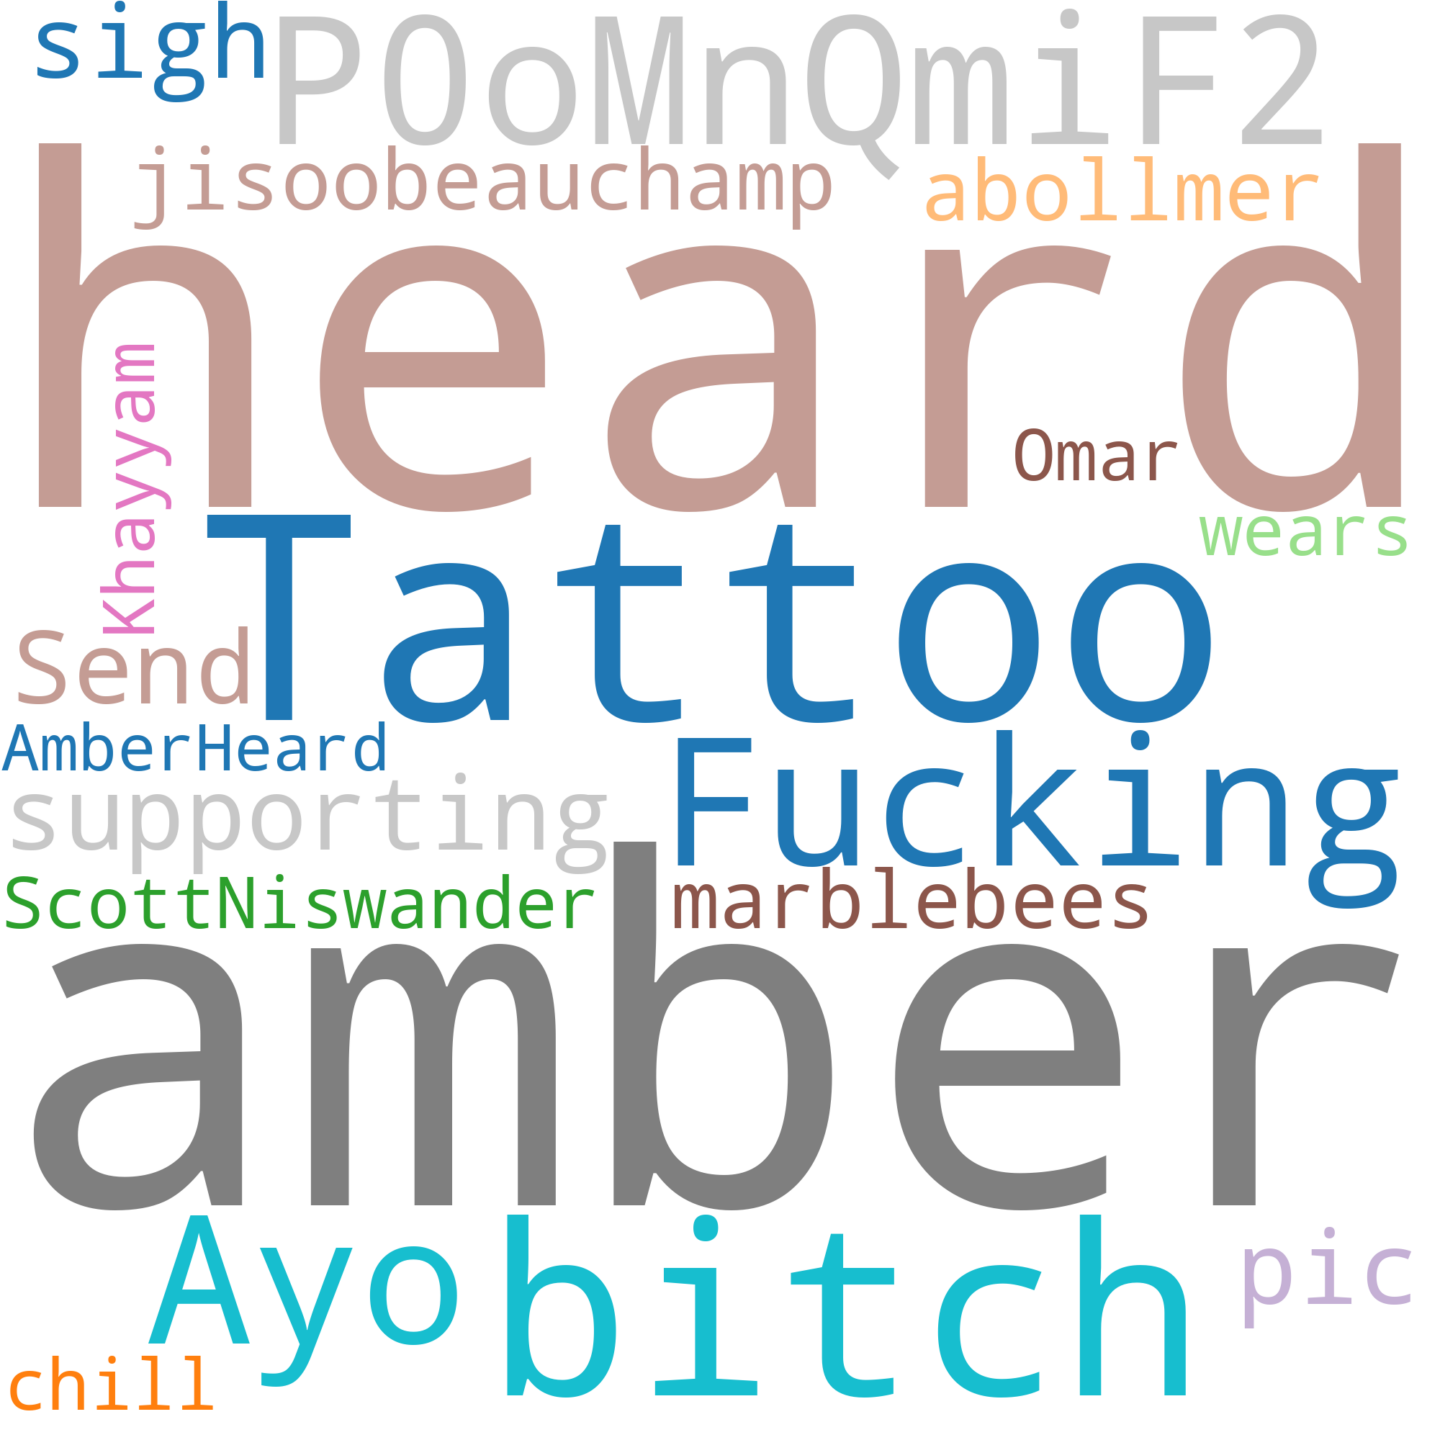 sigh
P0oMnQmiF2
jisoobeauchamp
abollmer
heard
Khayyam
Omar
wears
Tattoo
Send
AmberHeard
Fucking
supporting
ScottNiswander
marblebees
amber
Ayo
bitch
pic
chill